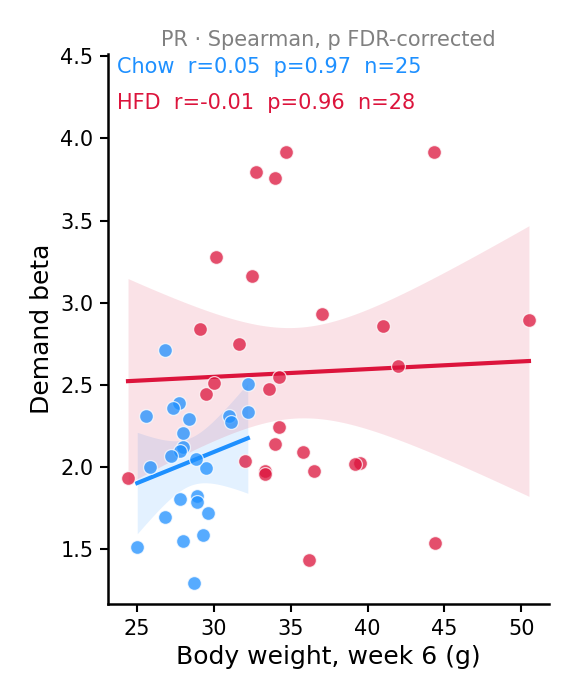 PR · Spearman, p FDR-corrected
Chow r=0.05 p=0.97 n=25
HFD r=-0.01 p=0.96 n=28
4.5
4.0
3.5
3.0
2.5
2.0
1.5
Demand beta
25 30 35 40 45 50
Body weight, week 6 (g)